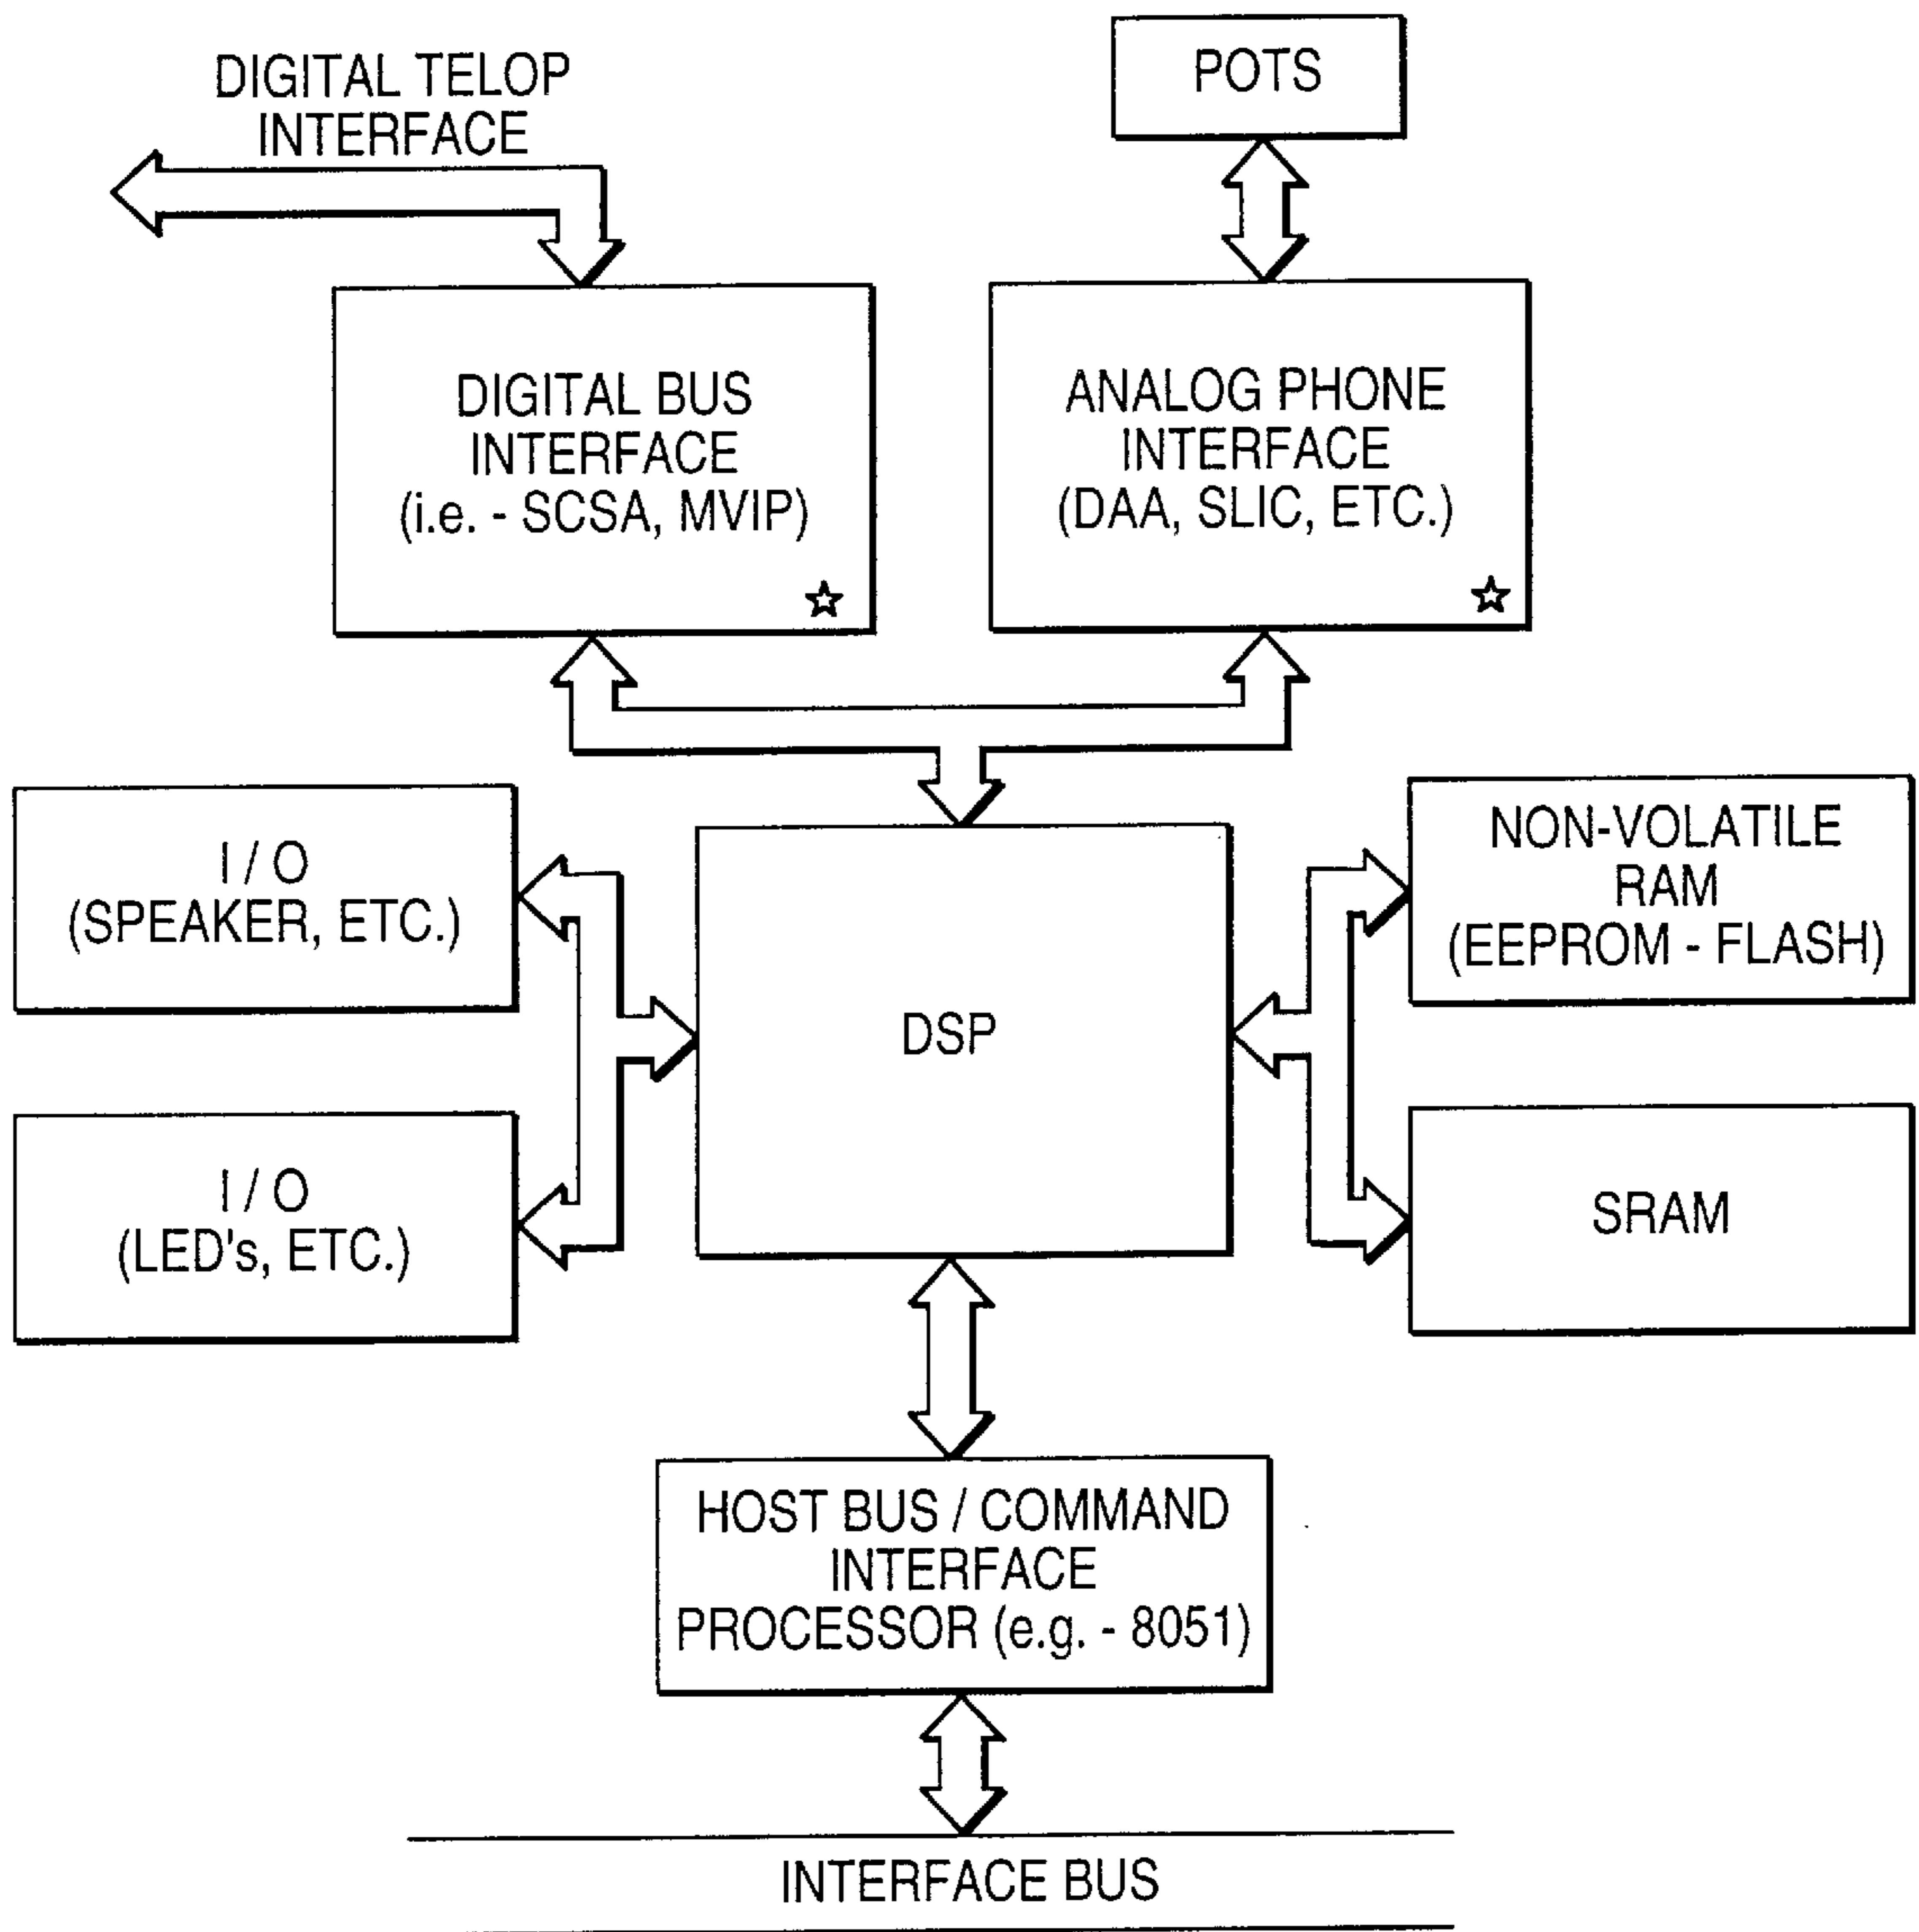 DIGITAL TELOP
INTERFACE
POTS
DIGITAL BUS
INTERFACE
(i.e. - SCSA, MVIP)
ANALOG PHONE
INTERFACE
(DAA, SLIC, ETC.)
I / O
(SPEAKER, ETC.)
NON-VOLATILE
RAM
(EEPROM - FLASH)
DSP
I / O
(LED's, ETC.)
SRAM
HOST BUS / COMMAND
INTERFACE
PROCESSOR (e.g. - 8051)
INTERFACE BUS